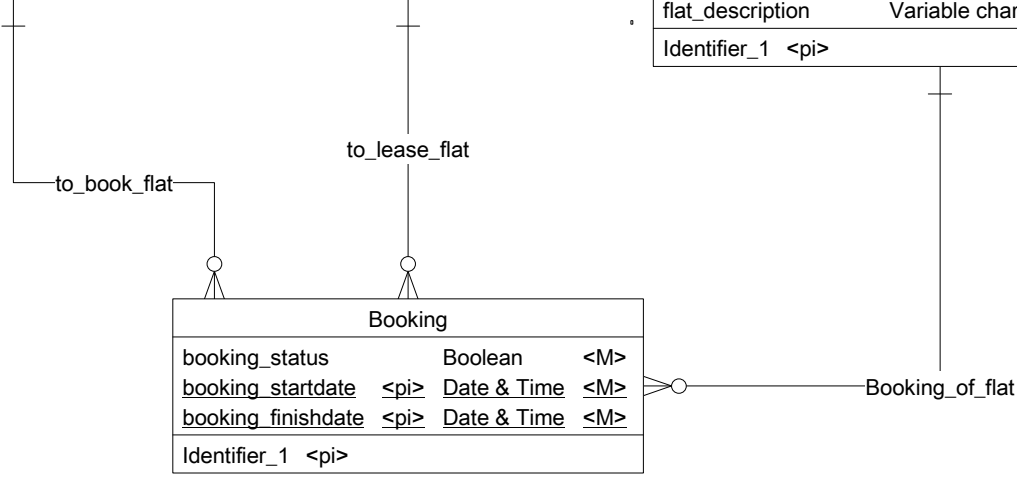 flat_description Variable char
Identifier_1 <pi>
to_lease_flat
to_book_flat
Booking
booking_status Boolean <M>
booking_startdate <pi> Date & Time <M>
booking_finishdate <pi> Date & Time <M>
Identifier_1 <pi>
Booking_of_flat